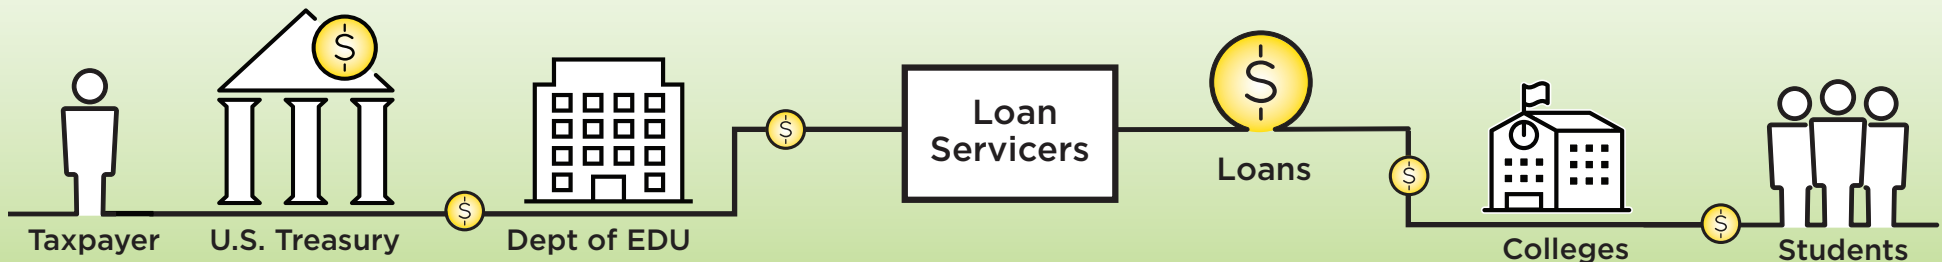 Taxpayer
U.S. Treasury
$
$
Dept of EDU
$
Loan
Servicers
$
Loans
$
Colleges
$
Students